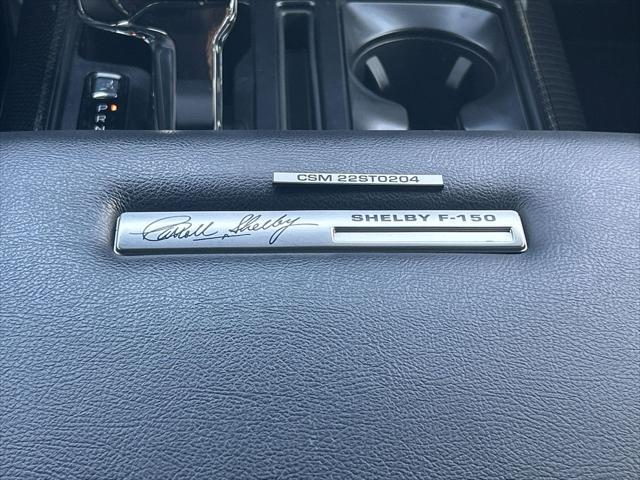 P R N
CSM 22ST0204
Carroll Shelby
SHELBY F-150